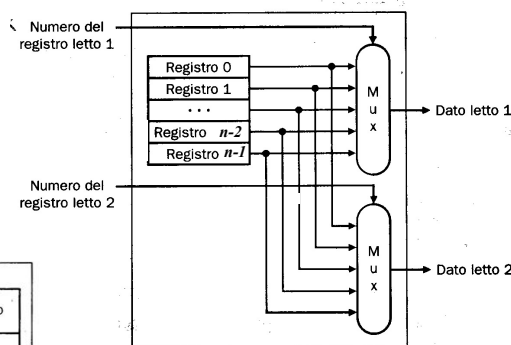 Numero del
registro letto 1
Registro 0
Registro 1
...
Registro n-2
Registro n-1
M
u
x
Dato letto 1
Numero del
registro letto 2
M
u
x
Dato letto 2